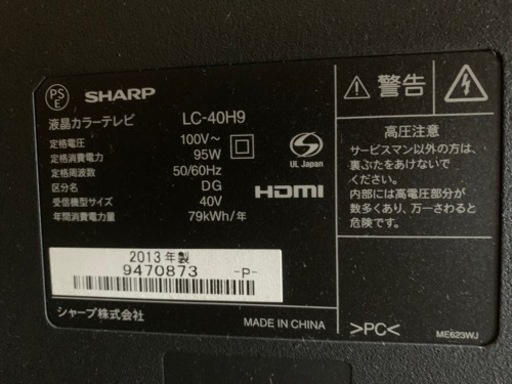 PS
E
SHARP
液晶カラーテレビ LC-40H9
定格電圧 100V~
定格消費電力 95W
定格周波数 50/60Hz
区分名 DG
受信機型サイズ 40V
年間消費電力量 79kWh/年
UL Japan
HDMI
2013年製
9470873 -P-
シャープ株式会社
MADE IN CHINA
警告
高圧注意
サービスマン以外の方は、
裏ぶたをあけないで
ください。
内部には高電圧部分が
数多くあり、万一さわると
危険です。
>PC<
ME623WJ